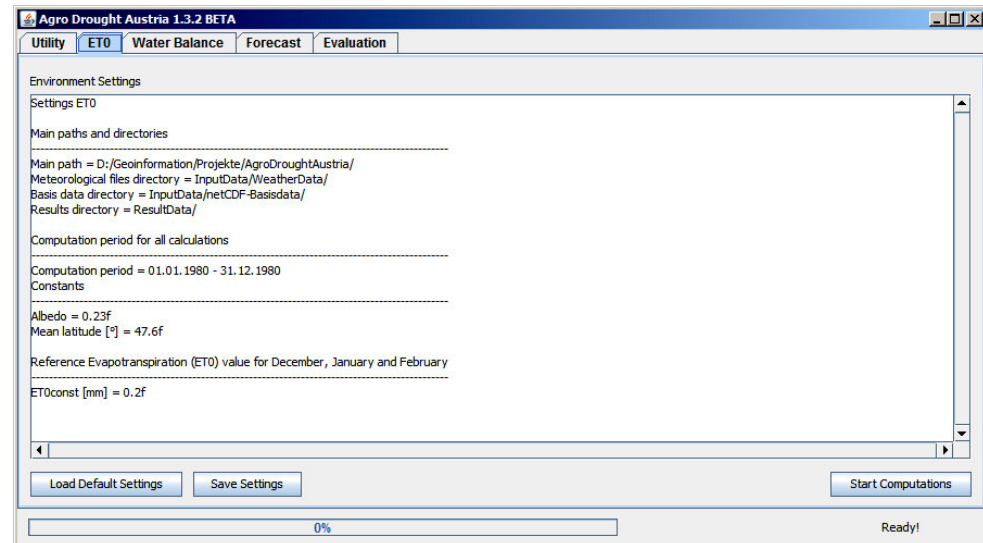 Agro Drought Austria 1.3.2 BETA
Utility ET0 Water Balance Forecast Evaluation
Environment Settings
Settings ET0
Main paths and directories
--------------------------------------------------------------------------------
Main path = D:/Geoinformation/Projekte/AgroDroughtAustria/
Meteorological files directory = InputData/WeatherData/
Basis data directory = InputData/netCDF-Basisdata/
Results directory = ResultData/
Computation period for all calculations
--------------------------------------------------------------------------------
Computation period = 01.01.1980 - 31.12.1980
Constants
--------------------------------------------------------------------------------
Albedo = 0.23f
Mean latitude [°] = 47.6f
Reference Evapotranspiration (ET0) value for December, January and February
--------------------------------------------------------------------------------
ET0const [mm] = 0.2f
Load Default Settings Save Settings Start Computations
0% Ready!